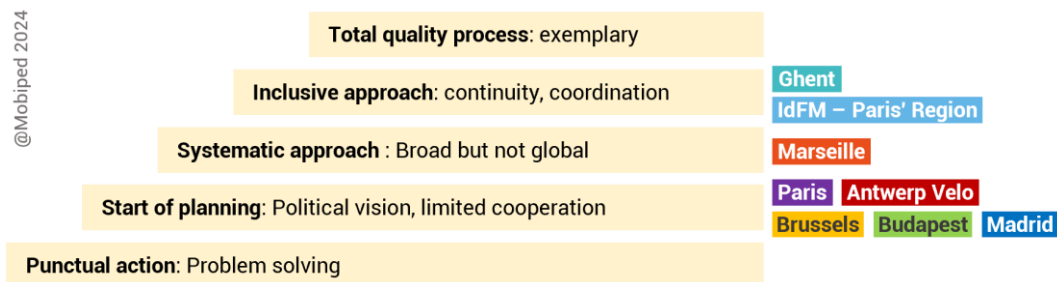 @Mobiped 2024
Total quality process: exemplary
Inclusive approach: continuity, coordination
Ghent
IdFM – Paris' Region
Systematic approach : Broad but not global
Marseille
Start of planning: Political vision, limited cooperation
Paris Antwerp Velo
Brussels Budapest Madrid
Punctual action: Problem solving